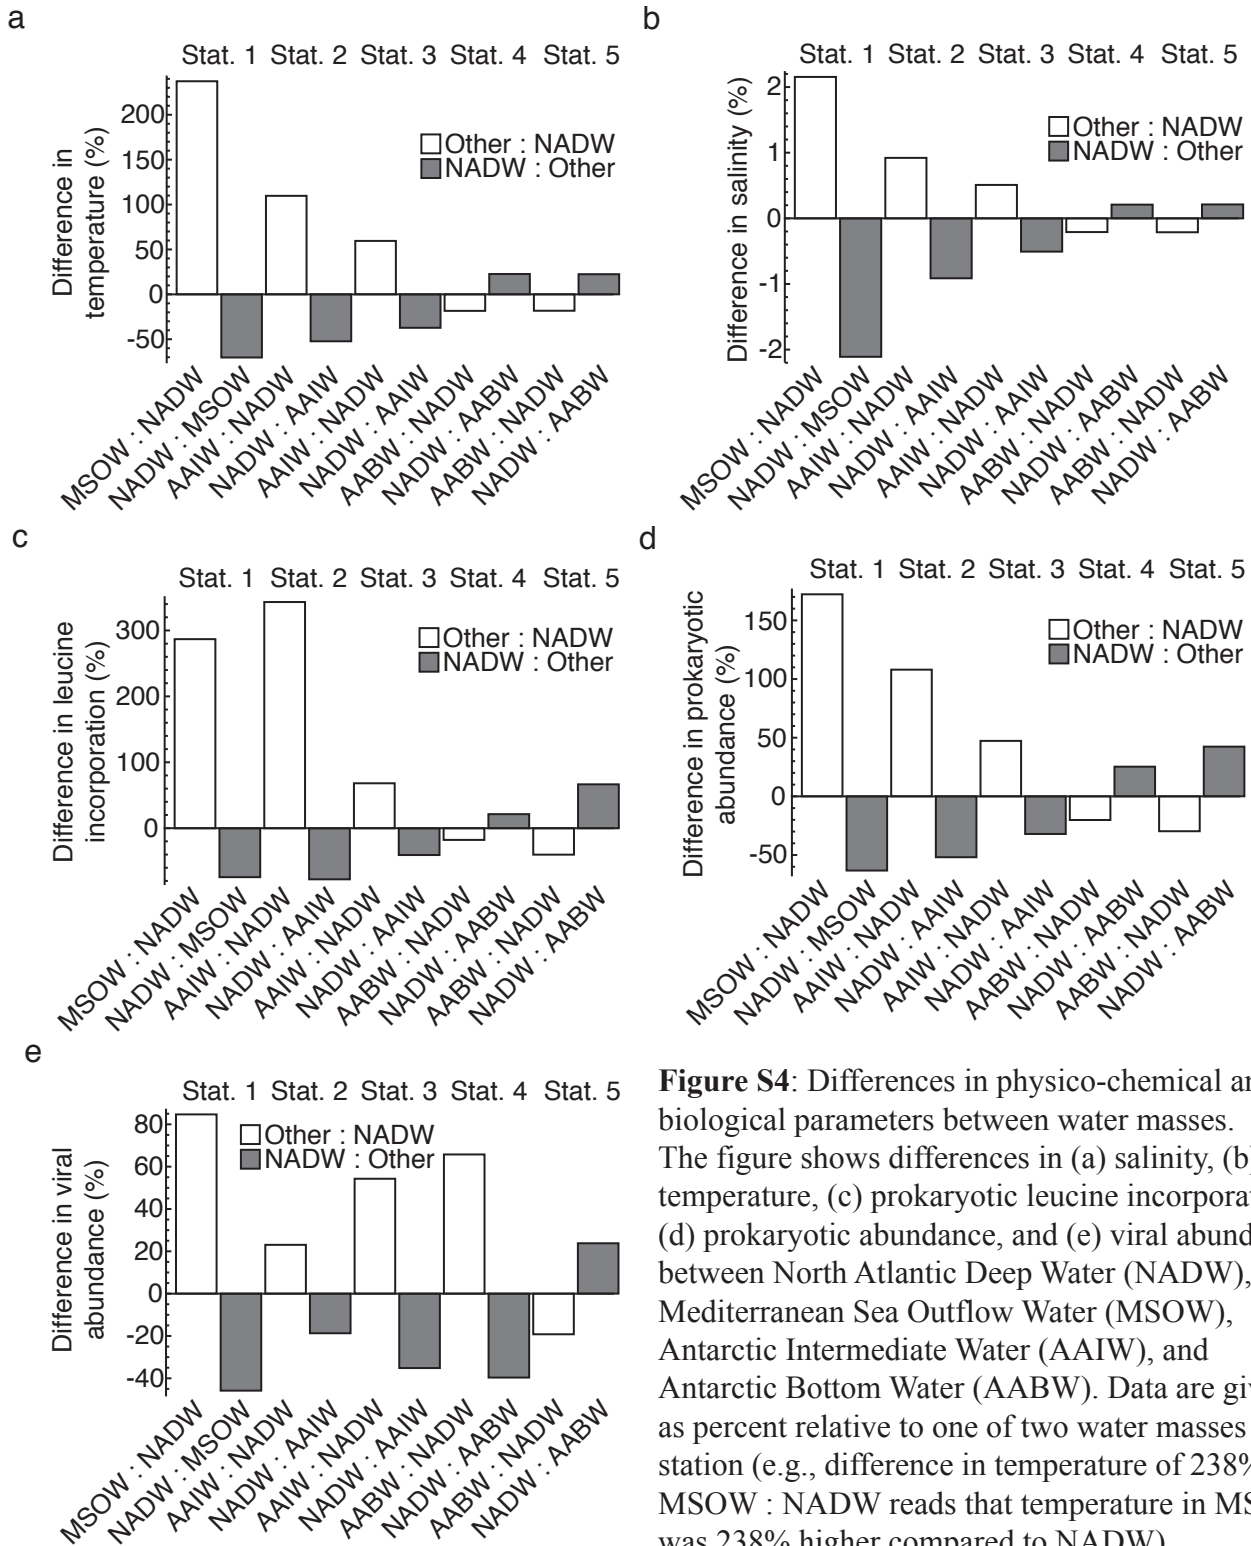 a
Stat. 1 Stat. 2 Stat. 3 Stat. 4 Stat. 5
Difference in
temperature (%)
200
150
100
50
0
-50
Other : NADW
NADW : Other
MSOW : NADW
NADW : MSOW
AAIW : NADW
NADW : AAIW
AAIW : NADW
NADW : AAIW
AABW : NADW
NADW : AABW
AABW : NADW
NADW : AABW
b
Stat. 1 Stat. 2 Stat. 3 Stat. 4 Stat. 5
Difference in salinity (%)
2
1
0
-1
-2
Other : NADW
NADW : Other
MSOW : NADW
NADW : MSOW
AAIW : NADW
NADW : AAIW
AAIW : NADW
NADW : AAIW
AABW : NADW
NADW : AABW
AABW : NADW
NADW : AABW
c
Stat. 1 Stat. 2 Stat. 3 Stat. 4 Stat. 5
Difference in leucine
incorporation (%)
300
200
100
0
Other : NADW
NADW : Other
MSOW : NADW
NADW : MSOW
AAIW : NADW
NADW : AAIW
AAIW : NADW
NADW : AAIW
AABW : NADW
NADW : AABW
AABW : NADW
NADW : AABW
d
Stat. 1 Stat. 2 Stat. 3 Stat. 4 Stat. 5
Difference in prokaryotic
abundance (%)
150
100
50
0
-50
Other : NADW
NADW : Other
MSOW : NADW
NADW : MSOW
AAIW : NADW
NADW : AAIW
AAIW : NADW
NADW : AAIW
AABW : NADW
NADW : AABW
AABW : NADW
NADW : AABW
e
Stat. 1 Stat. 2 Stat. 3 Stat. 4 Stat. 5
Difference in viral
abundance (%)
80
60
40
20
0
-20
-40
Other : NADW
NADW : Other
MSOW : NADW
NADW : MSOW
AAIW : NADW
NADW : AAIW
AAIW : NADW
NADW : AAIW
AABW : NADW
NADW : AABW
AABW : NADW
NADW : AABW
Figure S4: Differences in physico-chemical an
biological parameters between water masses.
The figure shows differences in (a) salinity, (b)
temperature, (c) prokaryotic leucine incorporat
(d) prokaryotic abundance, and (e) viral abund
between North Atlantic Deep Water (NADW),
Mediterranean Sea Outflow Water (MSOW),
Antarctic Intermediate Water (AAIW), and
Antarctic Bottom Water (AABW). Data are giv
as percent relative to one of two water masses
station (e.g., difference in temperature of 238%
MSOW : NADW reads that temperature in MS
was 238% higher compared to NADW)